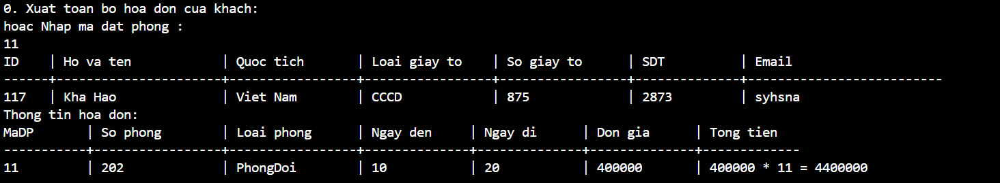 0. Xuat toan bo hoa don cua khach:
hoac Nhap ma dat phong :
11
ID    | Ho va ten            | Quoc tich       | Loai giay to    | So giay to      | SDT          | Email
------+----------------------+-----------------+-----------------+-----------------+--------------+--------------------------
117   | Kha Hao              | Viet Nam        | CCCD            | 875             | 2873         | syhsna
Thong tin hoa don:
MaDP       | So phong        | Loai phong      | Ngay den     | Ngay di      | Don gia      | Tong tien
-----------+-----------------+-----------------+--------------+--------------+--------------+-------------
11         | 202             | PhongDoi        | 10           | 20           | 400000       | 400000 * 11 = 4400000